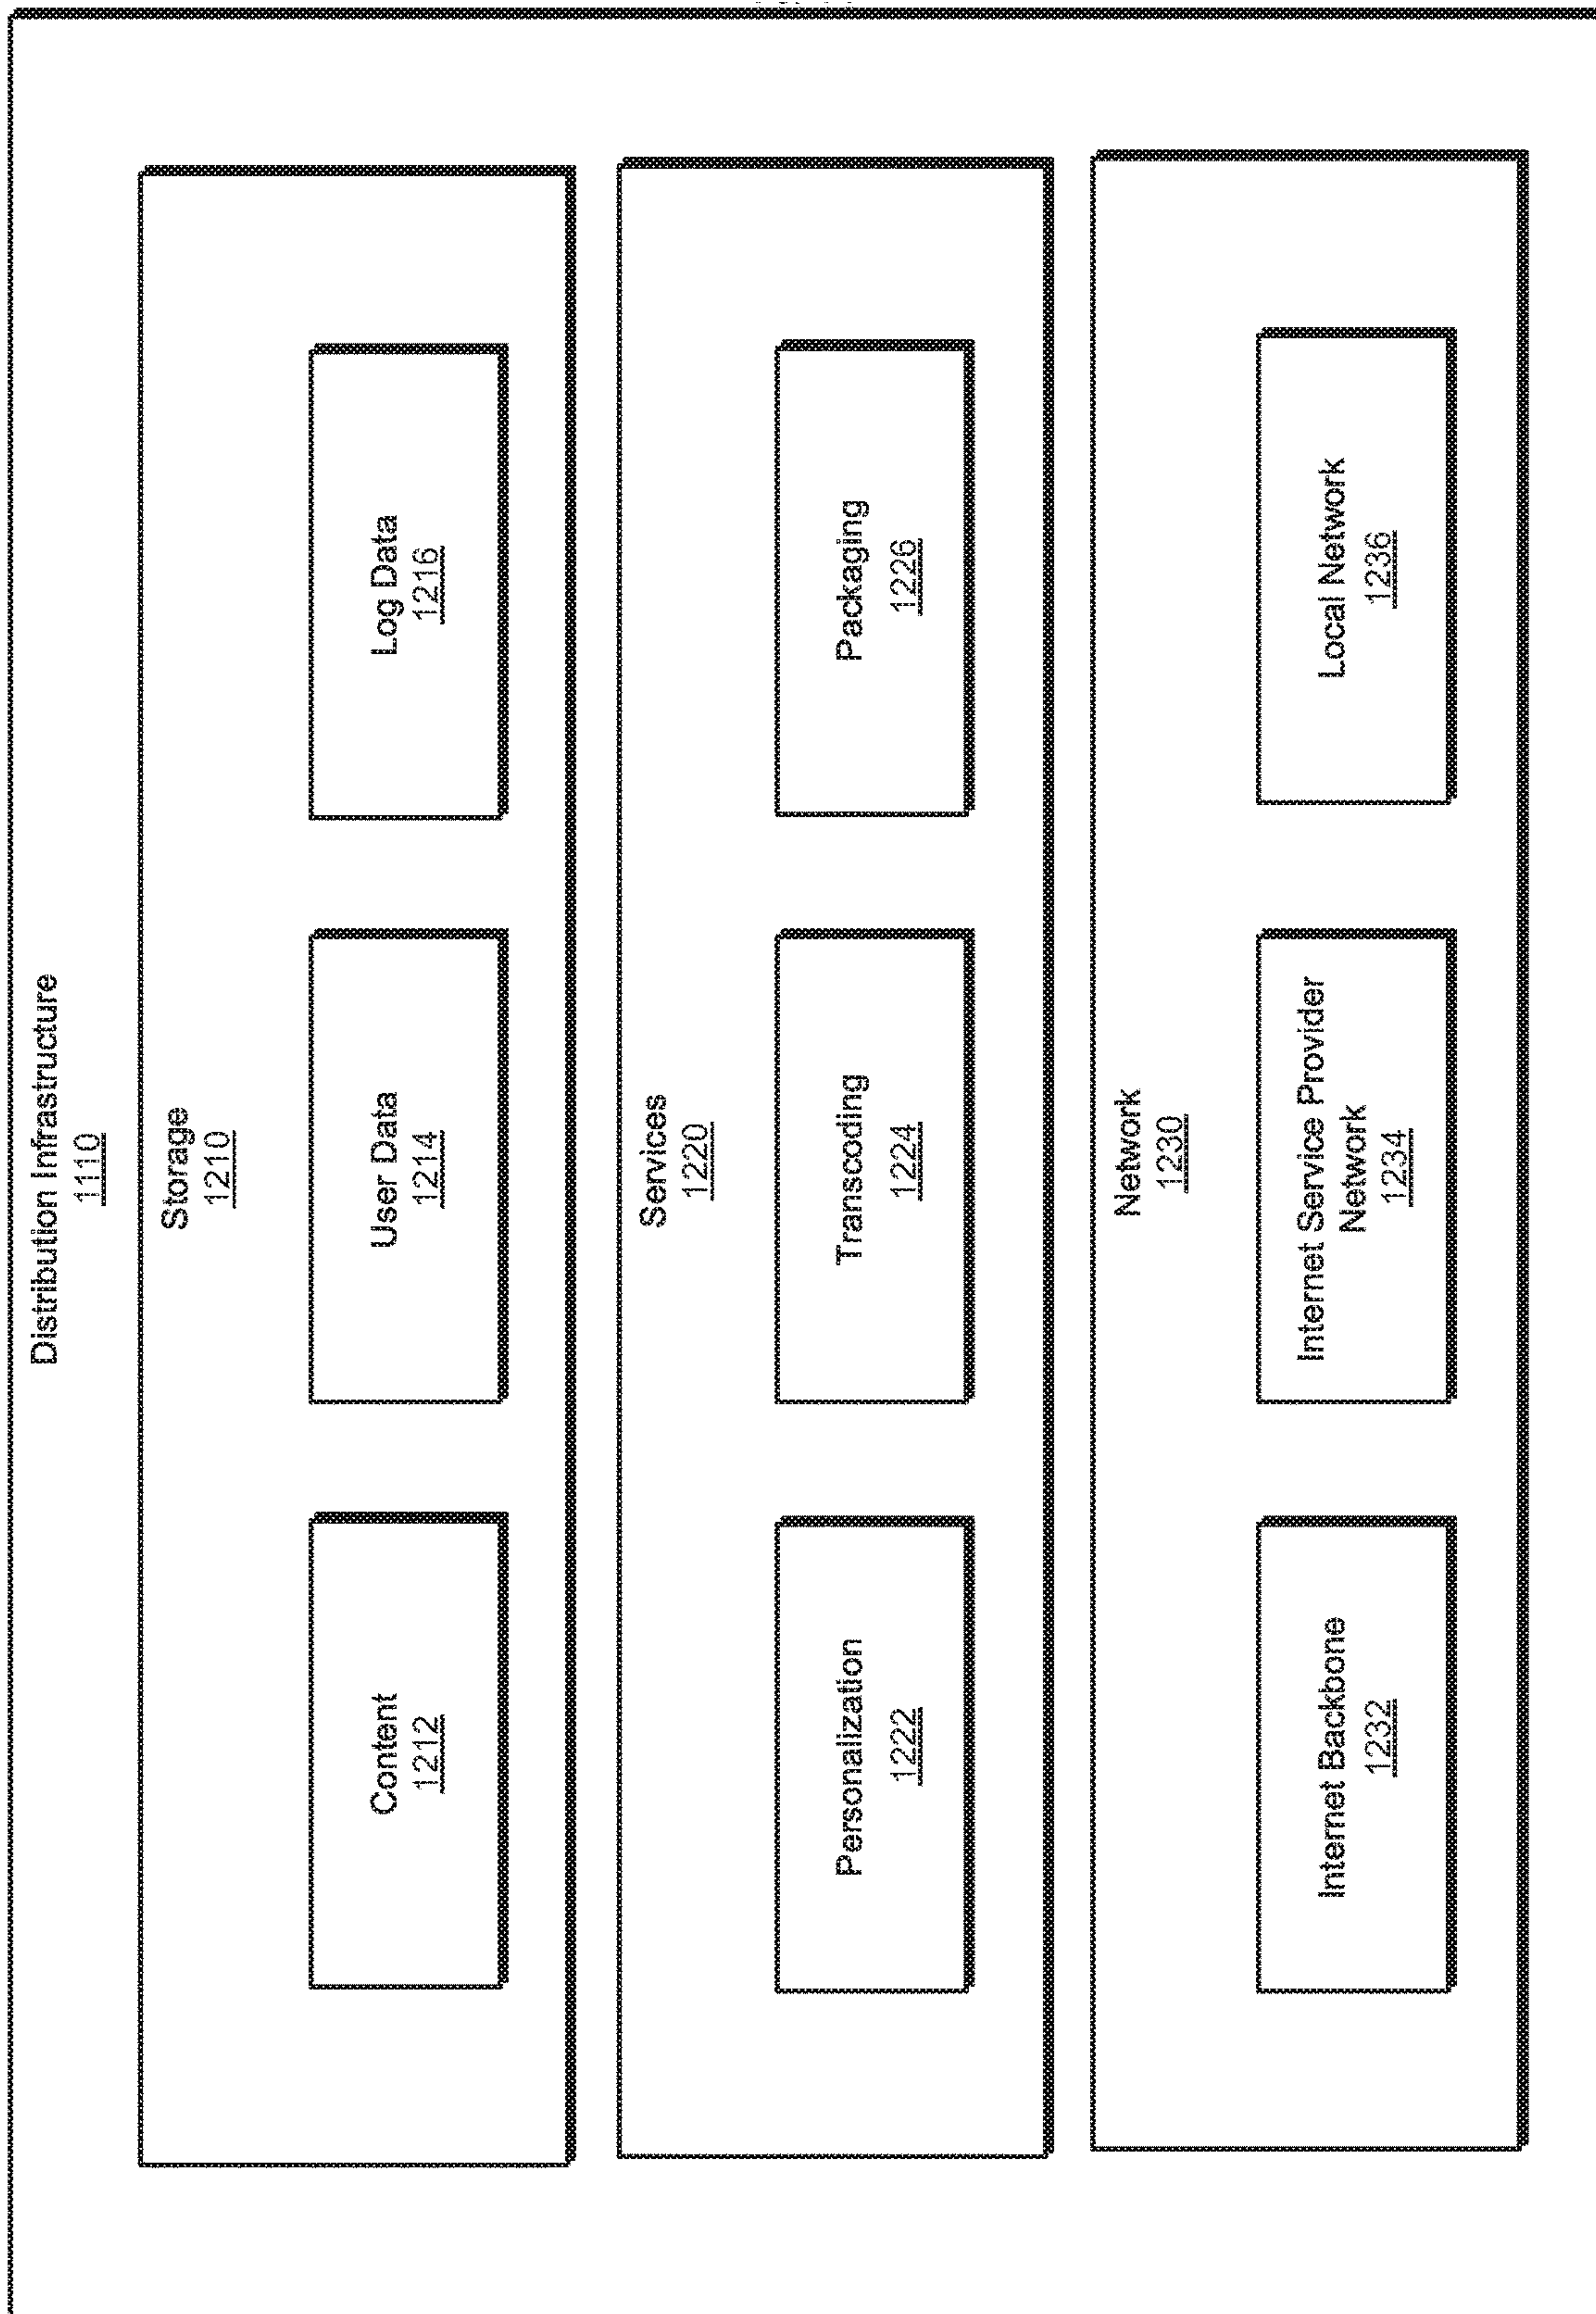 Distribution Infrastructure
1110
Storage
1210
Content
1212
User Data
1214
Log Data
1216
Services
1220
Personalization
1222
Transcoding
1224
Packaging
1226
Network
1230
Internet Backbone
1232
Internet Service Provider
Network
1234
Local Network
1236